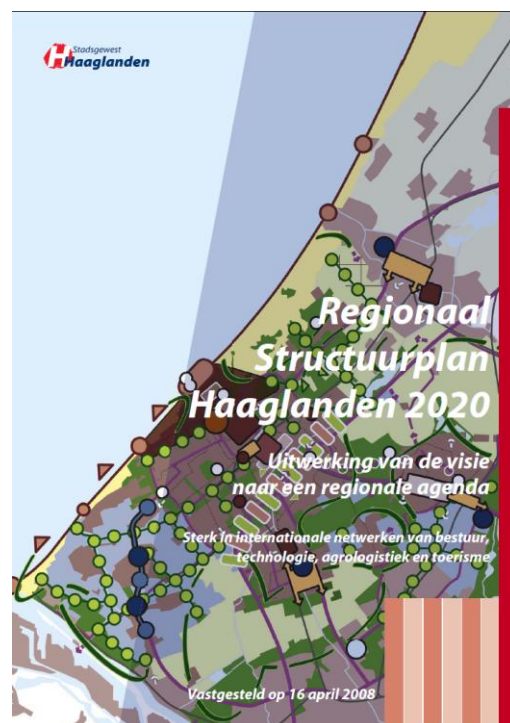 Stadsgewest
Haaglanden
Regionaal
Structuurplan
Haaglanden 2020
Uitwerking van de visie
naar een regionale agenda
Sterk in internationale netwerken van bestuur,
technologie, agrologistiek en toerisme
Vastgesteld op 16 april 2008